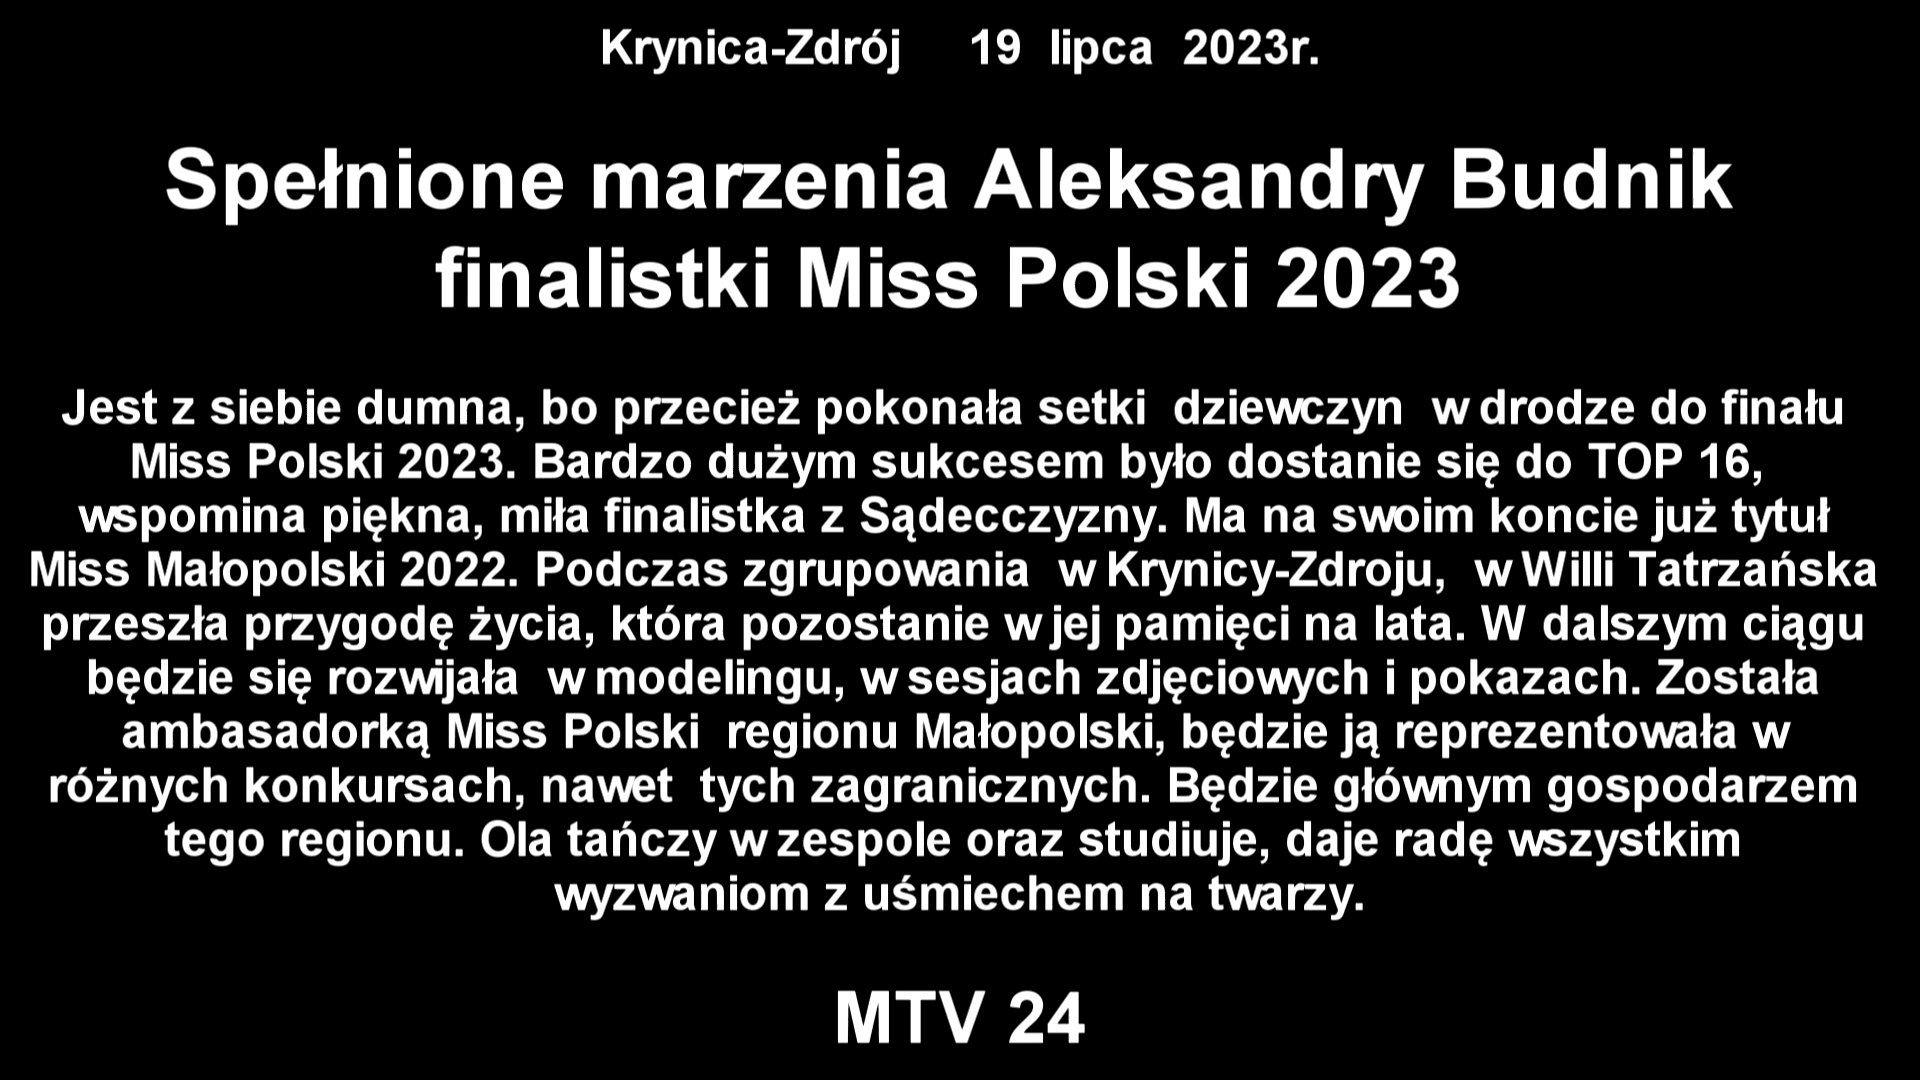 Krynica-Zdrój 19 lipca 2023r.
Spełnione marzenia Aleksandry Budnik
finalistki Miss Polski 2023
Jest z siebie dumna, bo przecież pokonała setki dziewczyn w drodze do finału
Miss Polski 2023. Bardzo dużym sukcesem było dostanie się do TOP 16,
wspomina piękna, miła finalistka z Sądecczyzny. Ma na swoim koncie już tytuł
Miss Małopolski 2022. Podczas zgrupowania w Krynicy-Zdroju, w Willi Tatrzańska
przeszła przygodę życia, która pozostanie w jej pamięci na lata. W dalszym ciągu
będzie się rozwijała w modelingu, w sesjach zdjęciowych i pokazach. Została
ambasadorką Miss Polski regionu Małopolski, będzie ją reprezentowała w
różnych konkursach, nawet tych zagranicznych. Będzie głównym gospodarzem
tego regionu. Ola tańczy w zespole oraz studiuje, daje radę wszystkim
wyzwaniom z uśmiechem na twarzy.
MTV 24